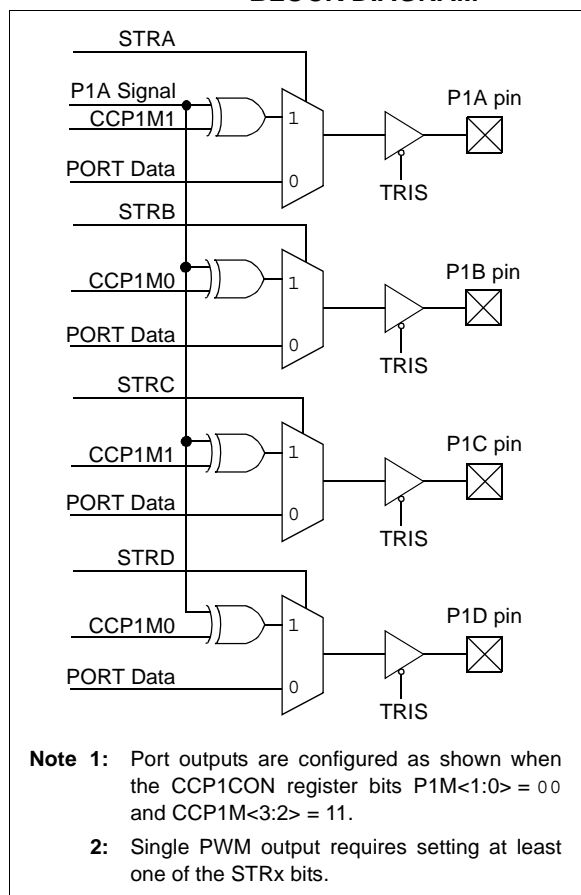 BLOCK DIAGRAM
STRA
P1A Signal
CCP1M1
1
P1A pin
PORT Data
0
TRIS
STRB
CCP1M0
1
P1B pin
PORT Data
0
TRIS
STRC
CCP1M1
1
P1C pin
PORT Data
0
TRIS
STRD
CCP1M0
1
P1D pin
PORT Data
0
TRIS
Note 1: Port outputs are configured as shown when
the CCP1CON register bits P1M<1:0> = 00
and CCP1M<3:2> = 11.
2: Single PWM output requires setting at least
one of the STRx bits.